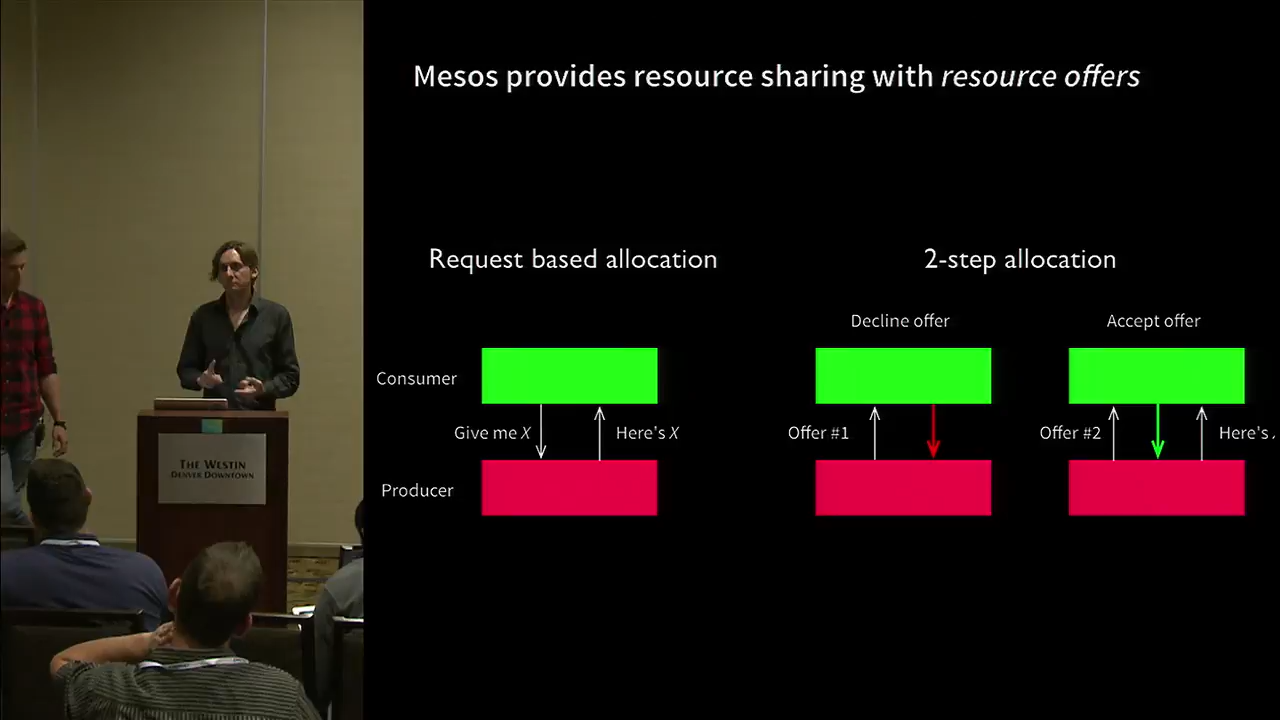 Mesos provides resource sharing with resource offers
Request based allocation
2-step allocation
Decline offer
Accept offer
Consumer
Give me X
Here's X
Offer #1
Offer #2
Here's
Producer
THE WESTIN
DENVER DOWNTOWN